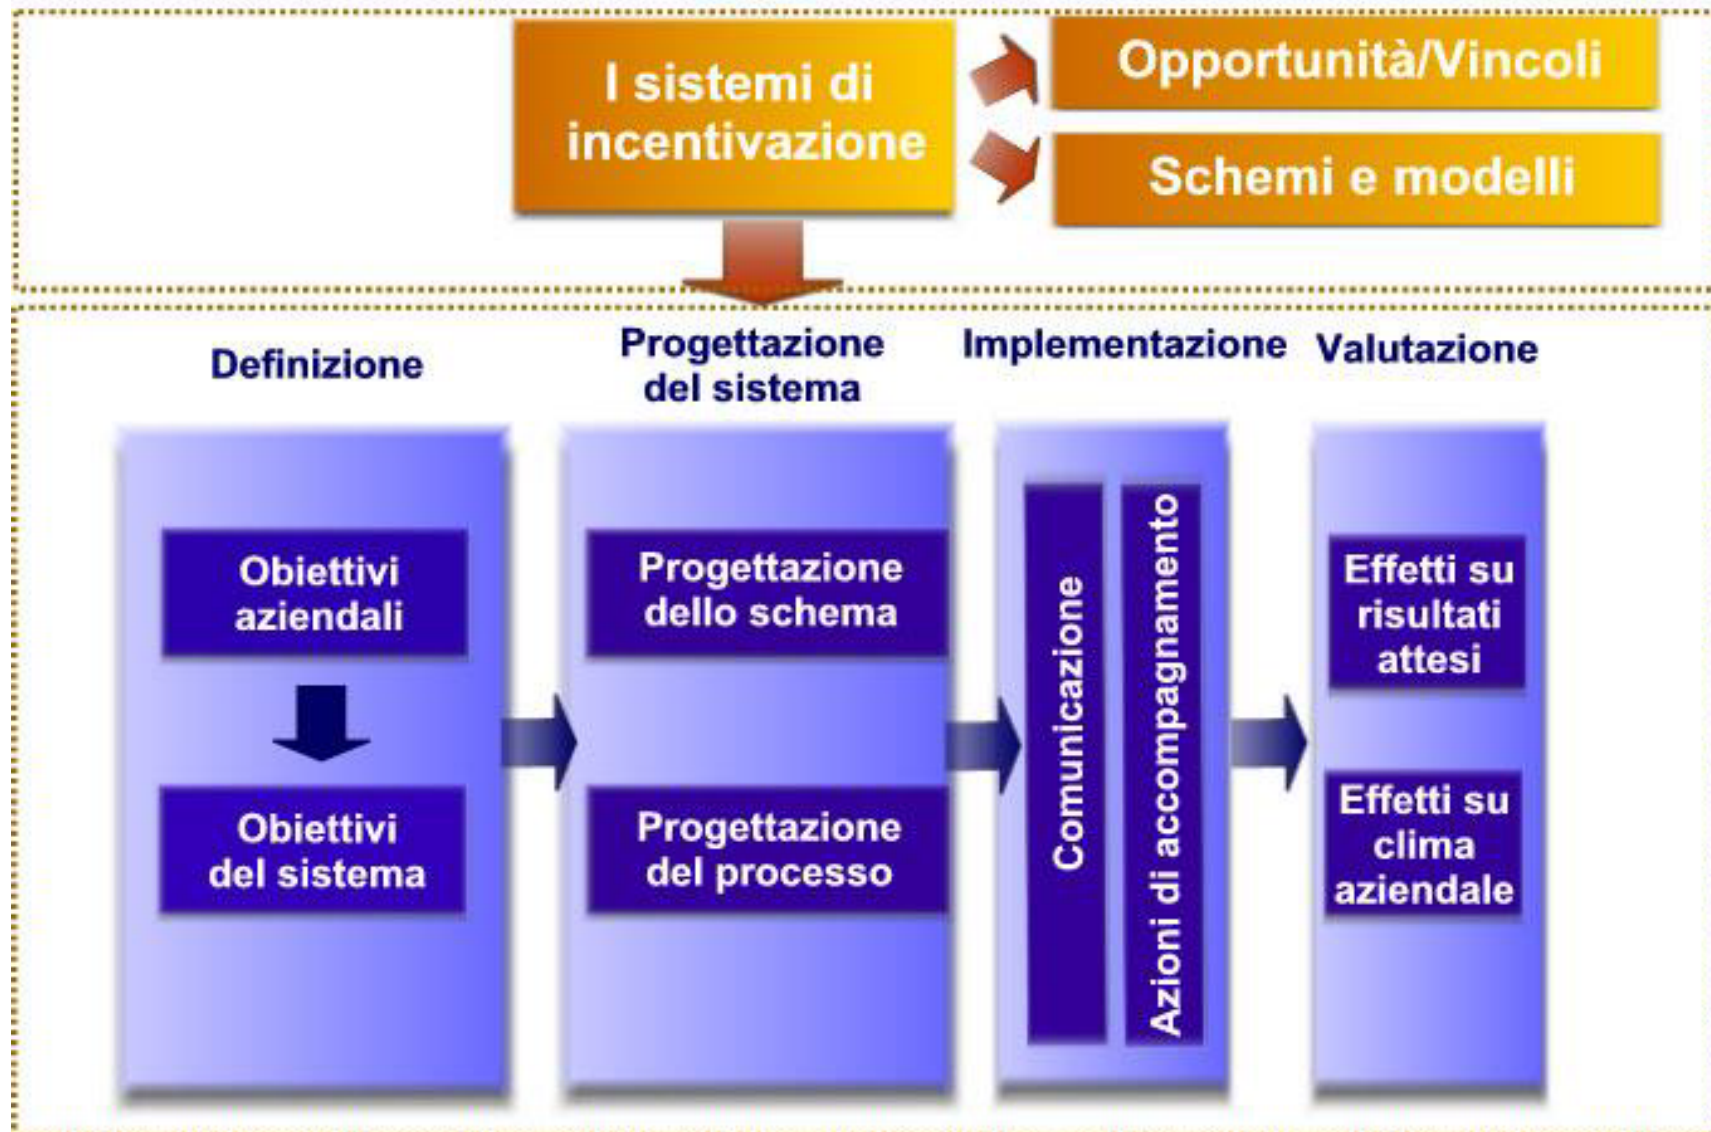 I sistemi di
incentivazione
Opportunità/Vincoli
Schemi e modelli
Definizione
Progettazione
del sistema
Implementazione
Valutazione
Obiettivi
aziendali
Obiettivi
del sistema
Progettazione
dello schema
Progettazione
del processo
Comunicazione
Azioni di accompagnamento
Effetti su
risultati
attesi
Effetti su
clima
aziendale